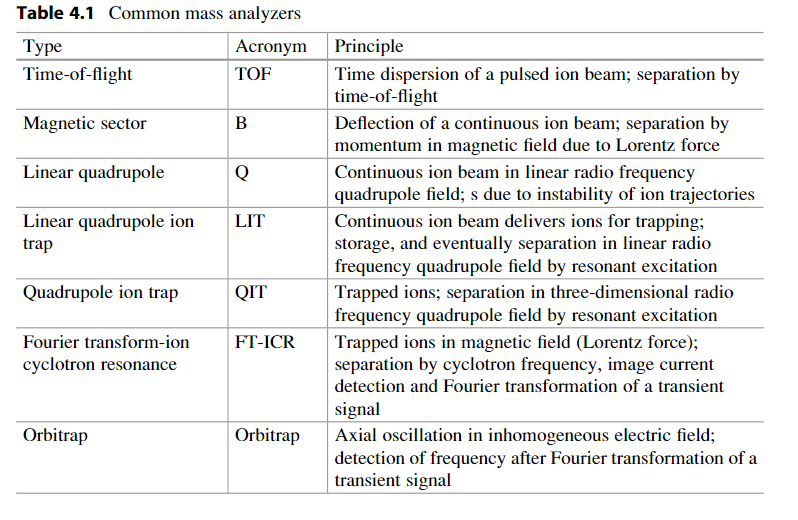 Table 4.1 Common mass analyzers
Type Acronym Principle
Time-of-flight TOF Time dispersion of a pulsed ion beam; separation by
time-of-flight
Magnetic sector B Deflection of a continuous ion beam; separation by
momentum in magnetic field due to Lorentz force
Linear quadrupole Q Continuous ion beam in linear radio frequency
quadrupole field; s due to instability of ion trajectories
Linear quadrupole ion LIT Continuous ion beam delivers ions for trapping;
trap storage, and eventually separation in linear radio
frequency quadrupole field by resonant excitation
Quadrupole ion trap QIT Trapped ions; separation in three-dimensional radio
frequency quadrupole field by resonant excitation
Fourier transform-ion FT-ICR Trapped ions in magnetic field (Lorentz force);
cyclotron resonance separation by cyclotron frequency, image current
detection and Fourier transformation of a transient
signal
Orbitrap Orbitrap Axial oscillation in inhomogeneous electric field;
detection of frequency after Fourier transformation of a
transient signal